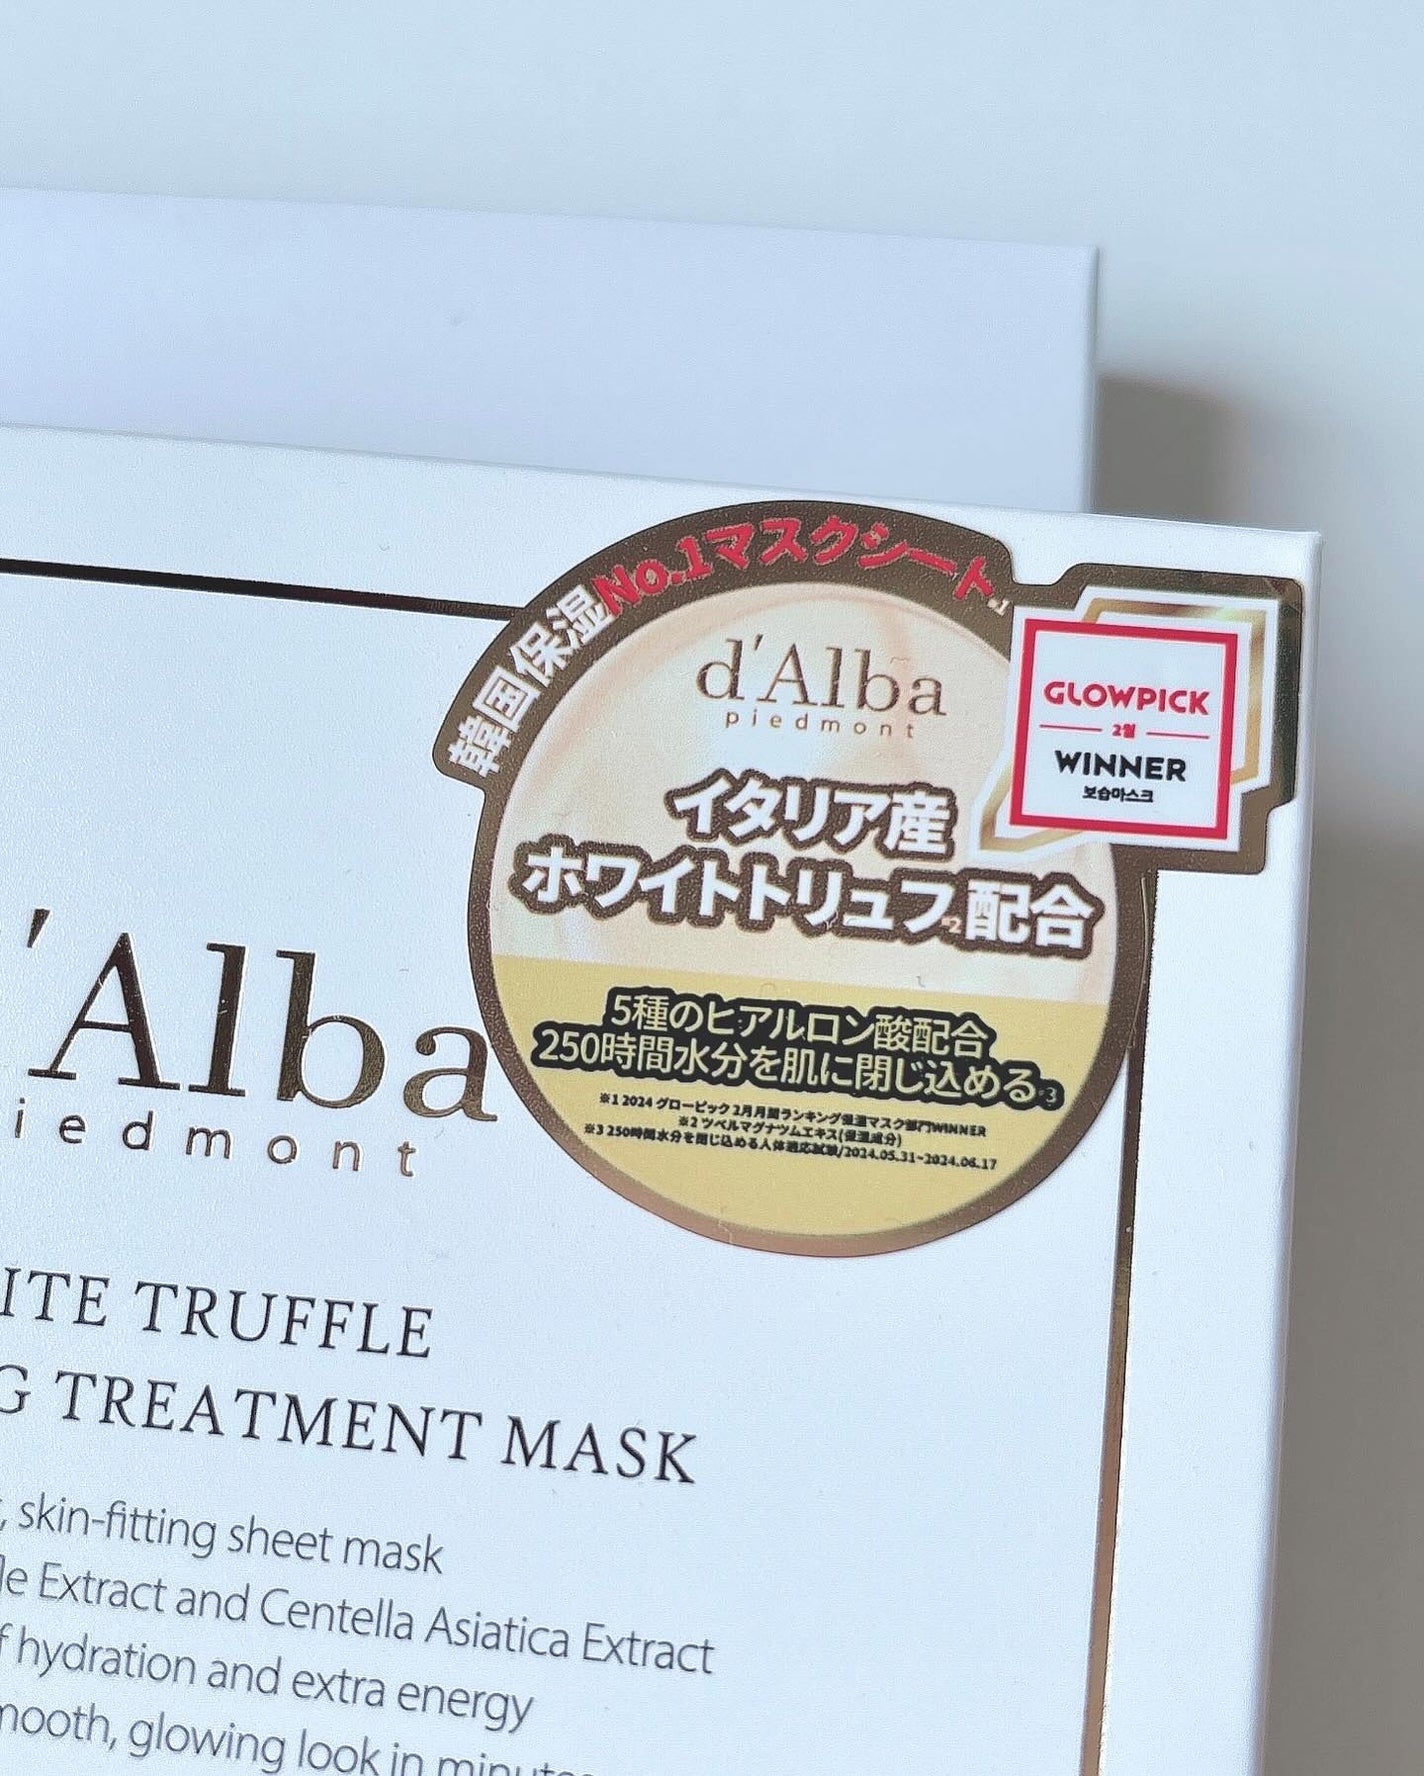 韓国保湿No.1マスクシート※1
d'Alba
piedmont
イタリア産
ホワイトトリュフ※2配合
5種のヒアルロン酸配合
250時間水分を肌に閉じ込める※3
※1 2024 グローピック 2月月間ランキング保湿マスク部門WINNER
※2 ツベルマグナツムエキス(保湿成分)
※3 250時間水分を閉じ込める人体適応試験/2024.05.31~2024.06.17
GLOWPICK
2월
WINNER
보습마스크
d'Alba
piedmont
ITE TRUFFLE
G TREATMENT MASK
, skin-fitting sheet mask
le Extract and Centella Asiatica Extract
f hydration and extra energy
mooth, glowing look in minutes